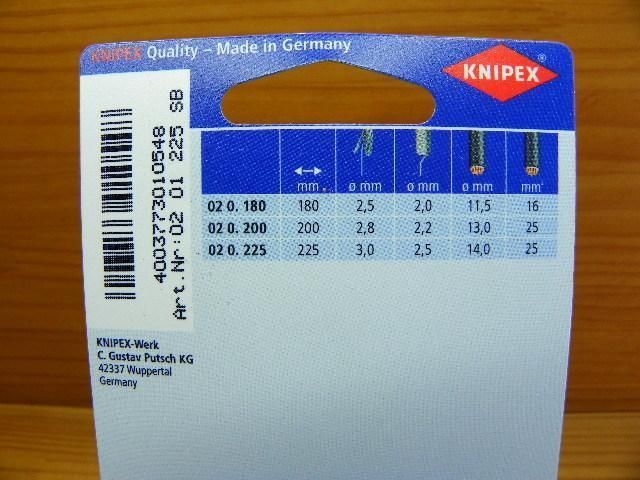 KNIPEX Quality – Made in Germany
KNIPEX®
4003773010548
Art.Nr:02 01 225 SB
mm ø mm ø mm ø mm mm²
02 0. 180 180 2,5 2,0 11,5 16
02 0. 200 200 2,8 2,2 13,0 25
02 0. 225 225 3,0 2,5 14,0 25
KNIPEX-Werk
C. Gustav Putsch KG
42337 Wuppertal
Germany